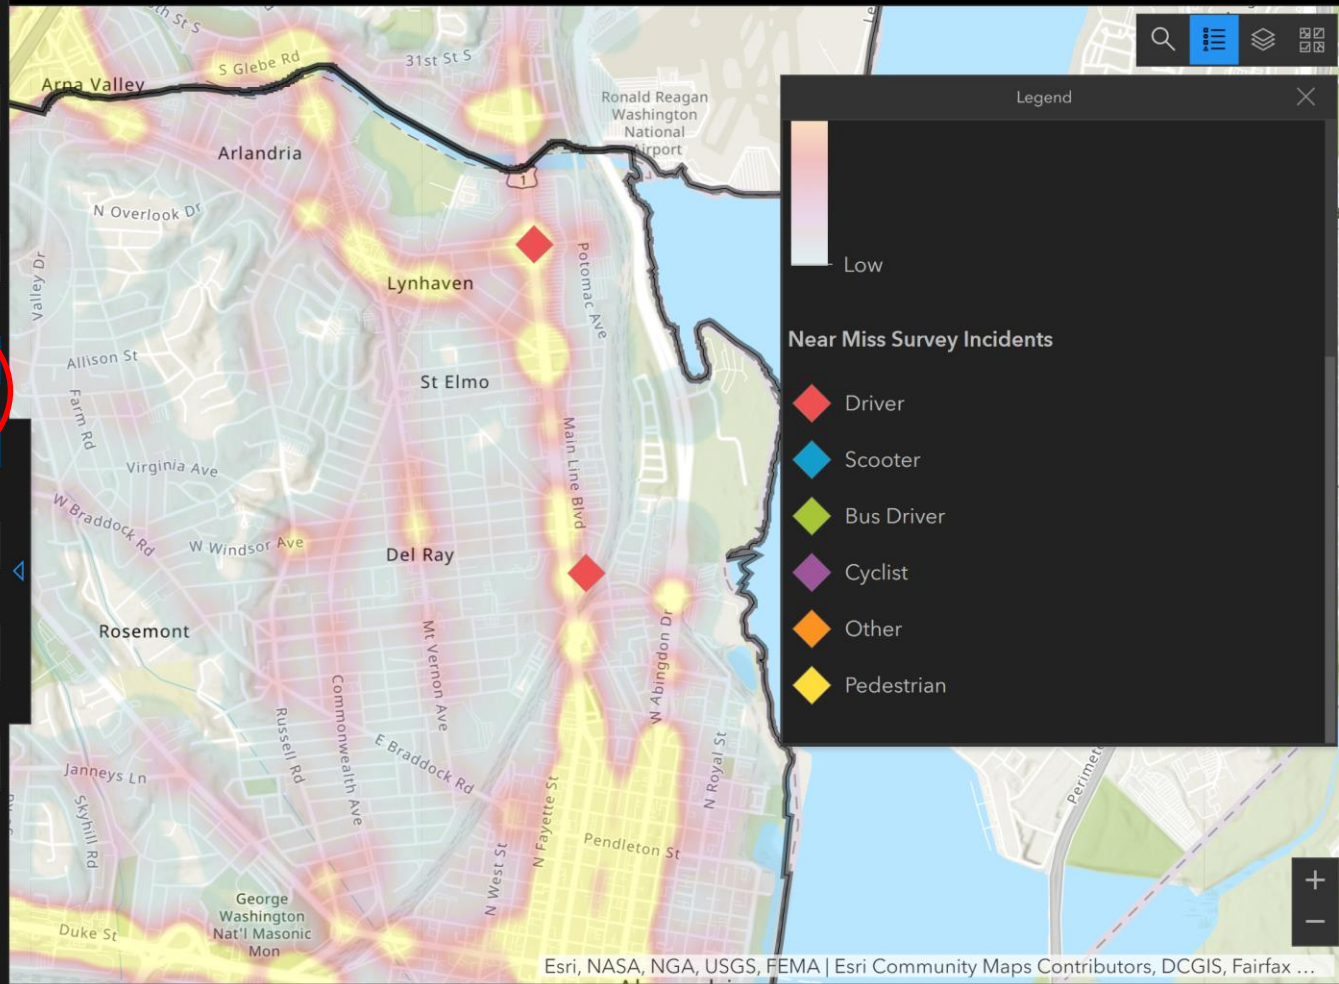 S Glebe Rd
31st St S
Arna Valley
Ronald Reagan
Washington
National
Airport
Arlandria
1
N Overlook Dr
Valley Dr
Lynhaven
Potomac Ave
Allison St
St Elmo
Farm Rd
Main Line Blvd
Virginia Ave
W Braddock Rd
W Windsor Ave
Del Ray
Rosemont
Mt Vernon Ave
W Abingdon Dr
Commonwealth Ave
Russell Rd
E Braddock Rd
N Royal St
Janneys Ln
Skyhill Rd
N Fayette St
Pendleton St
N West St
George
Washington
Nat'l Masonic
Mon
Duke St
Legend
Low
Near Miss Survey Incidents
Driver
Scooter
Bus Driver
Cyclist
Other
Pedestrian
Perimet
+
−
Esri, NASA, NGA, USGS, FEMA | Esri Community Maps Contributors, DCGIS, Fairfax ...